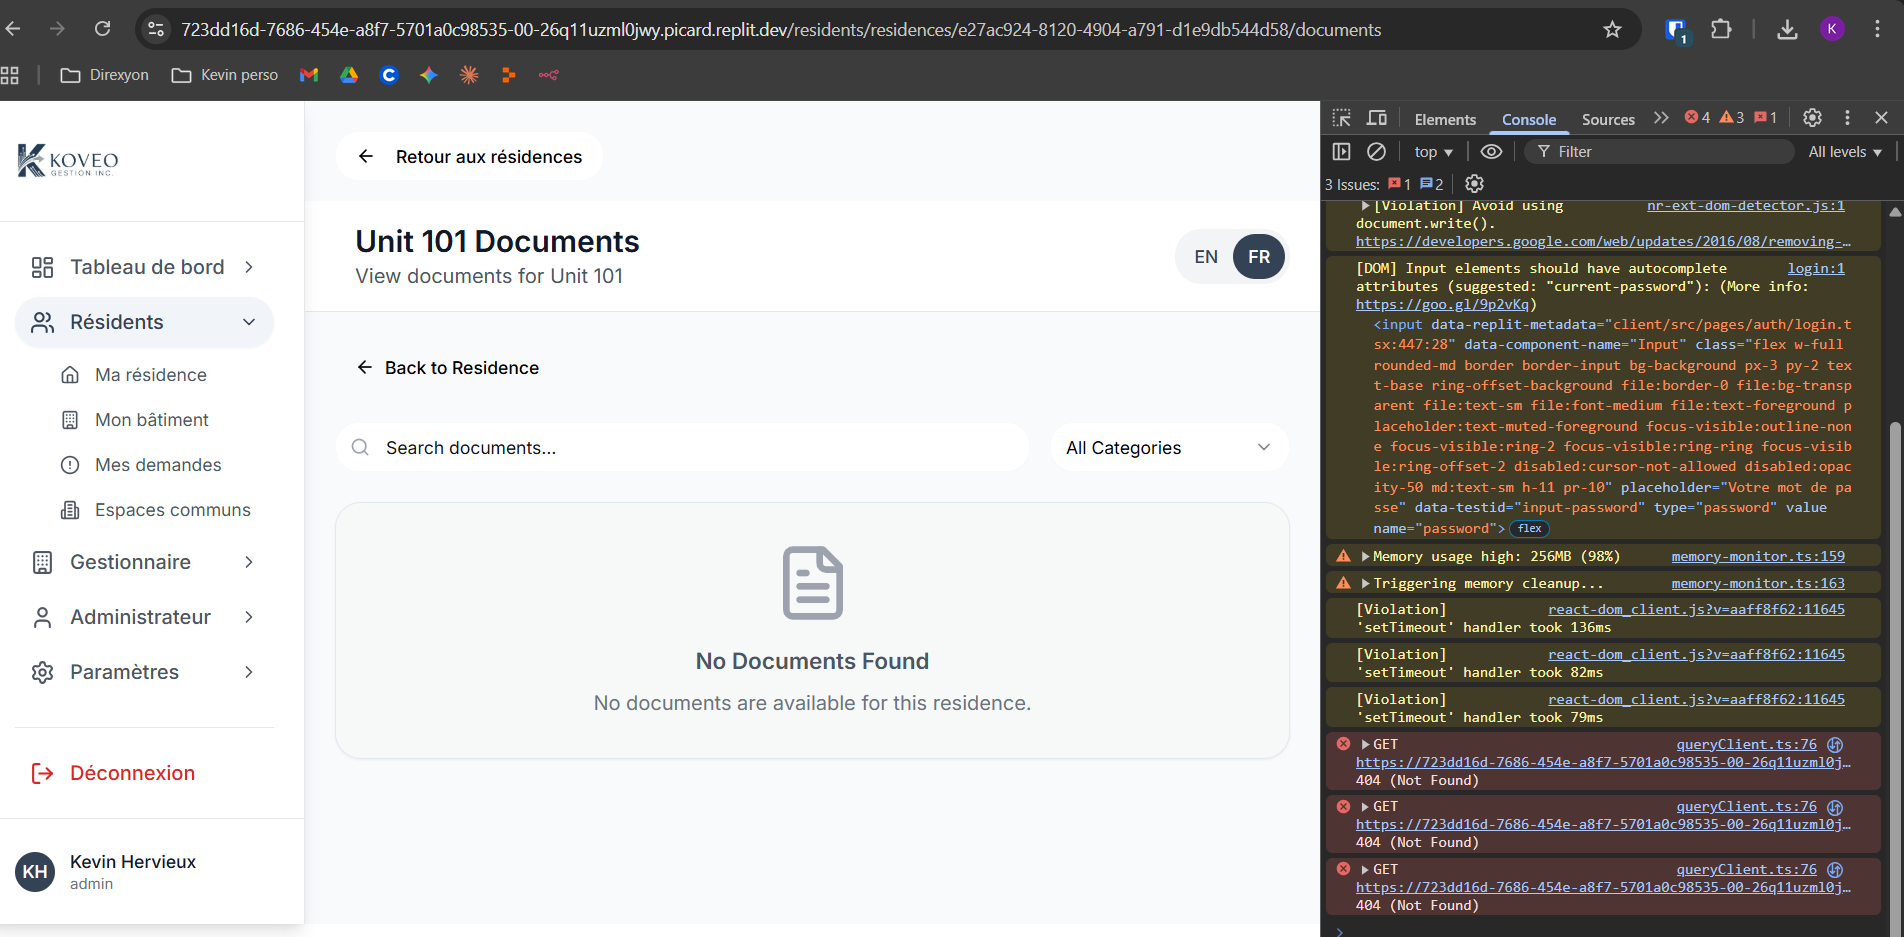 723dd16d-7686-454e-a8f7-5701a0c98535-00-26q11uzml0jwy.picard.replit.dev/residents/residences/e27ac924-8120-4904-a791-d1e9db544d58/documents
1
K
Direxyon
Kevin perso
KOVEO
GESTION INC.
Tableau de bord
Résidents
Ma résidence
Mon bâtiment
Mes demandes
Espaces communs
Gestionnaire
Administrateur
Paramètres
Déconnexion
KH
Kevin Hervieux
admin
Retour aux résidences
Unit 101 Documents
View documents for Unit 101
EN
FR
Back to Residence
Search documents...
All Categories
No Documents Found
No documents are available for this residence.
Elements
Console
Sources
4
3
1
top
Filter
All levels
3 Issues:
1
2
[Violation] Avoid using nr-ext-dom-detector.js:1
document.write().
https://developers.google.com/web/updates/2016/08/removing-…
[DOM] Input elements should have autocomplete login:1
attributes (suggested: "current-password"): (More info:
https://goo.gl/9p2vKq)
<input data-replit-metadata="client/src/pages/auth/login.t
sx:447:28" data-component-name="Input" class="flex w-full
rounded-md border border-input bg-background px-3 py-2 tex
t-base ring-offset-background file:border-0 file:bg-transp
arent file:text-sm file:font-medium file:text-foreground p
laceholder:text-muted-foreground focus-visible:outline-non
e focus-visible:ring-2 focus-visible:ring-ring focus-visib
le:ring-offset-2 disabled:cursor-not-allowed disabled:opac
ity-50 md:text-sm h-11 pr-10" placeholder="Votre mot de pa
sse" data-testid="input-password" type="password" value
name="password">
flex
Memory usage high: 256MB (98%) memory-monitor.ts:159
Triggering memory cleanup... memory-monitor.ts:163
[Violation] react-dom_client.js?v=aaff8f62:11645
'setTimeout' handler took 136ms
[Violation] react-dom_client.js?v=aaff8f62:11645
'setTimeout' handler took 82ms
[Violation] react-dom_client.js?v=aaff8f62:11645
'setTimeout' handler took 79ms
GET queryClient.ts:76
https://723dd16d-7686-454e-a8f7-5701a0c98535-00-26q11uzml0j…
404 (Not Found)
GET queryClient.ts:76
https://723dd16d-7686-454e-a8f7-5701a0c98535-00-26q11uzml0j…
404 (Not Found)
GET queryClient.ts:76
https://723dd16d-7686-454e-a8f7-5701a0c98535-00-26q11uzml0j…
404 (Not Found)